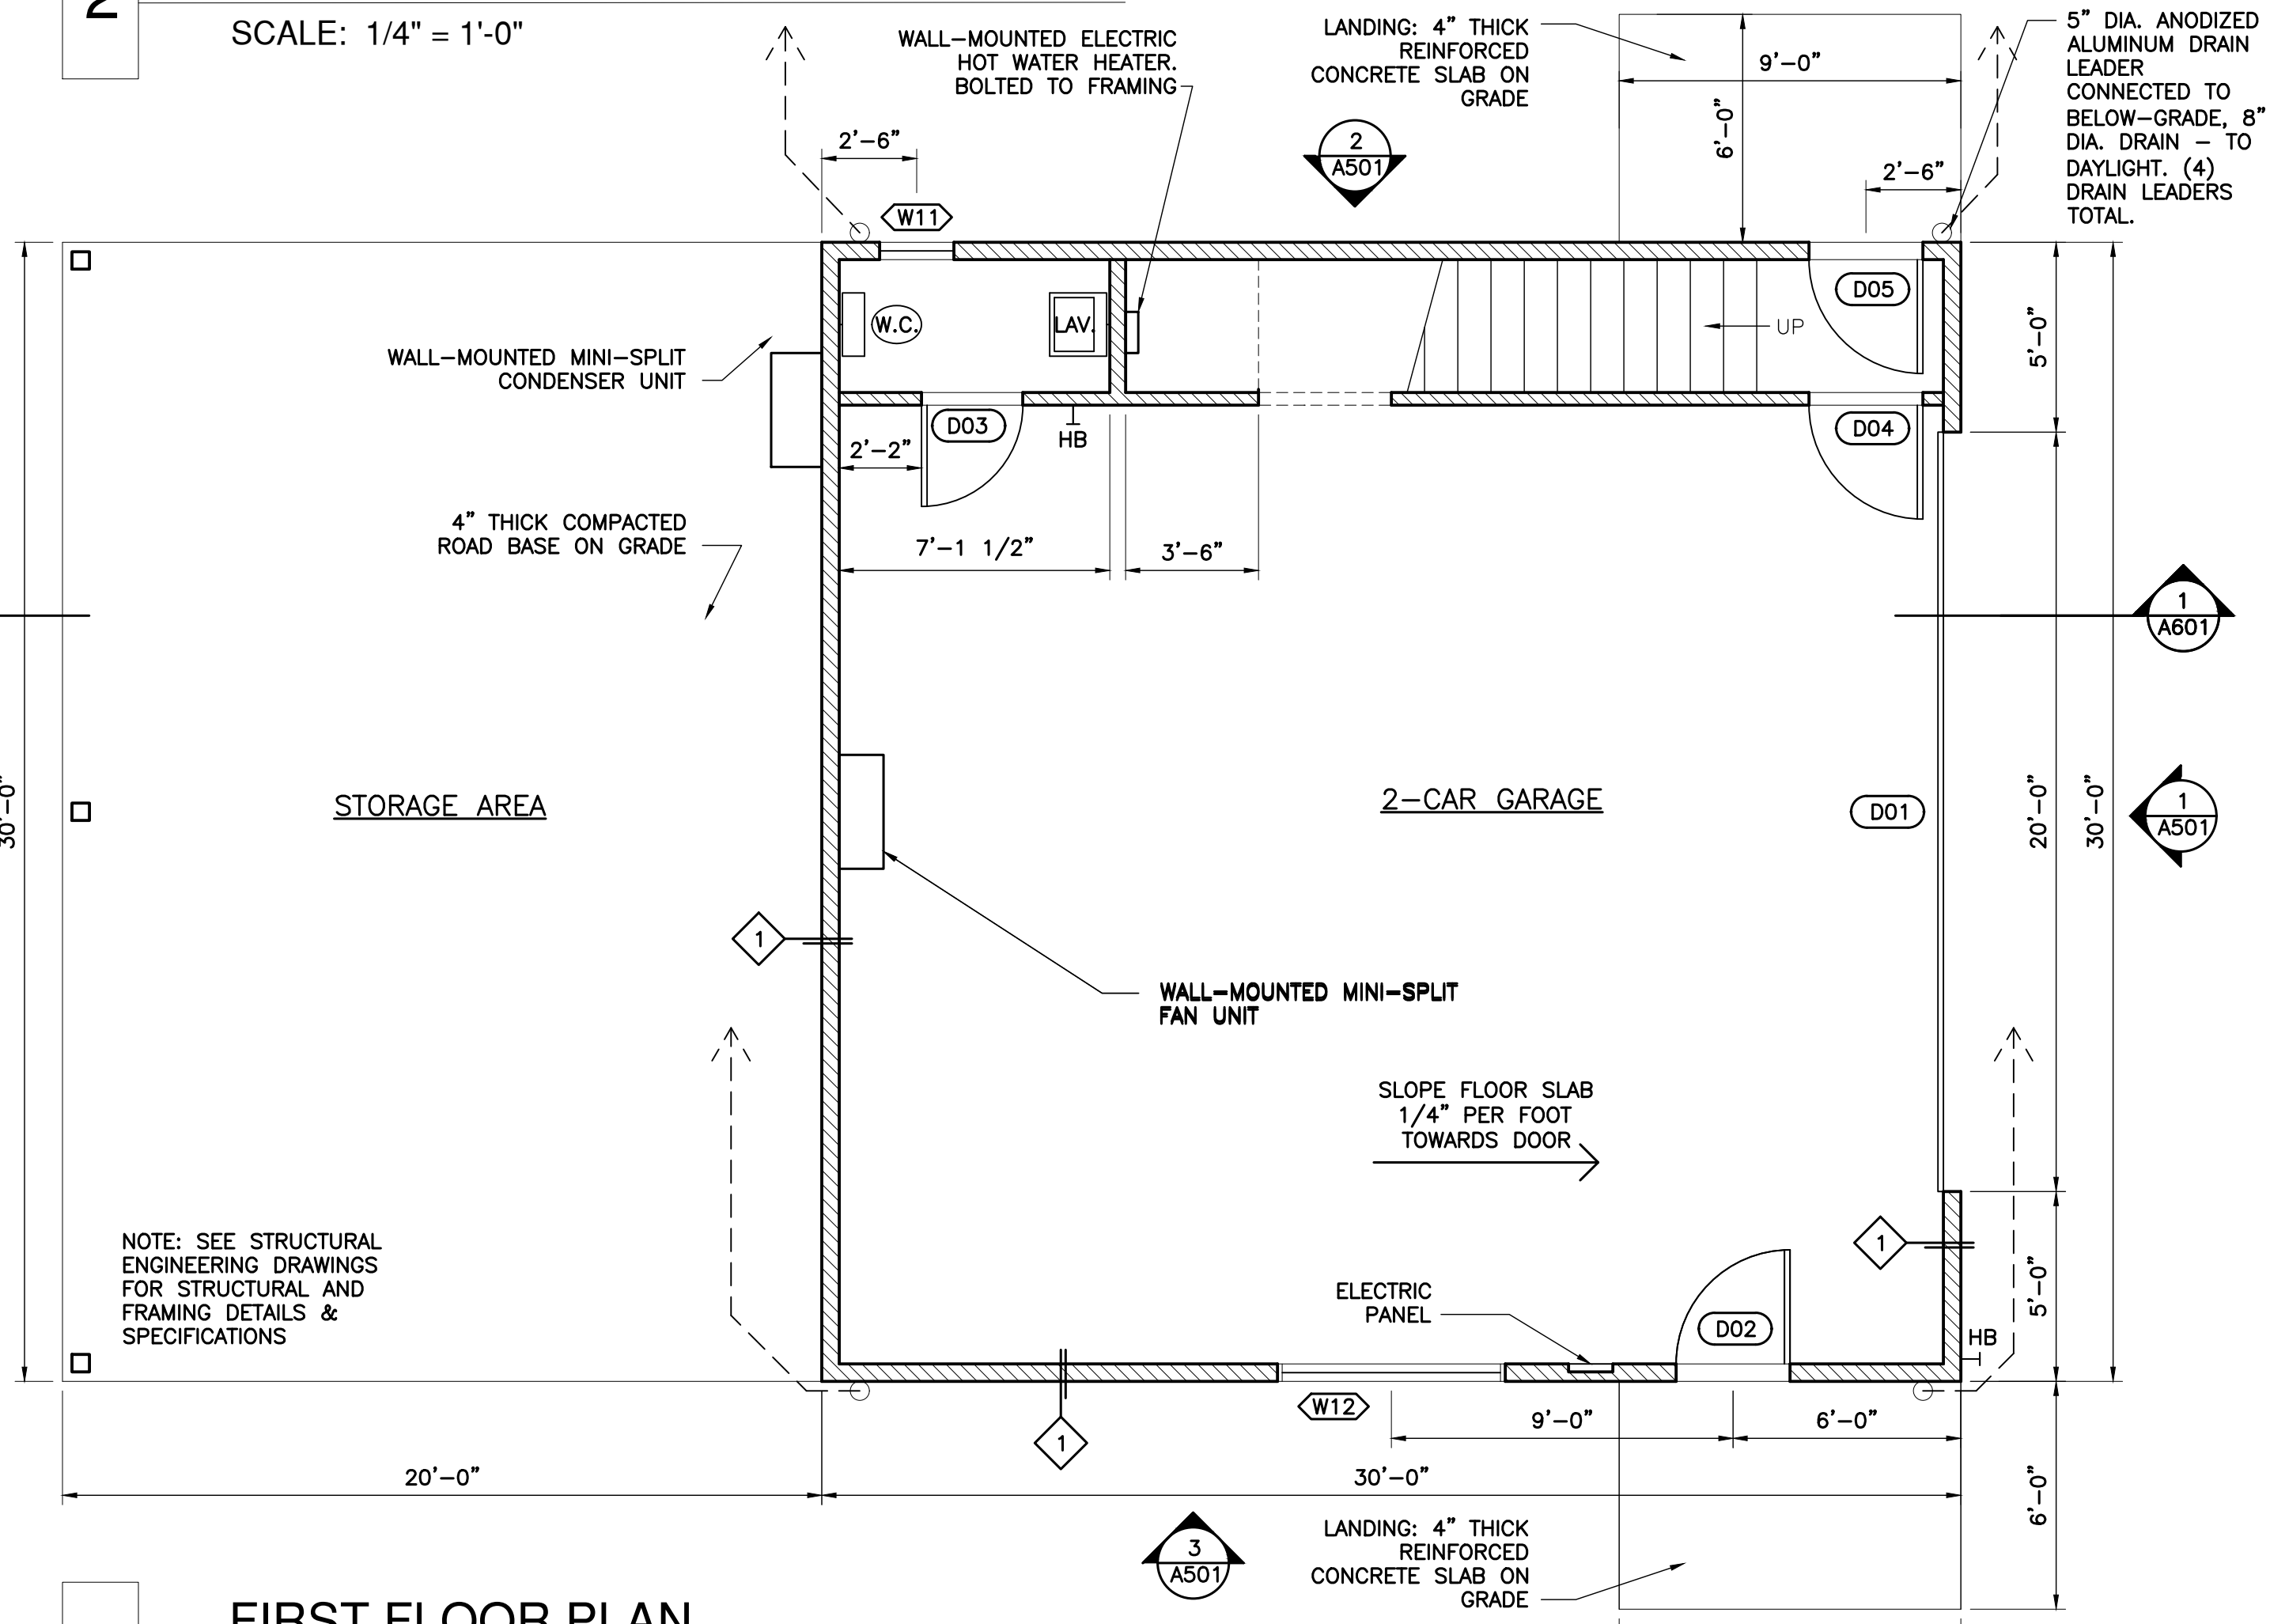 2
SCALE: 1/4" = 1'-0"
WALL-MOUNTED ELECTRIC
HOT WATER HEATER.
BOLTED TO FRAMING
LANDING: 4" THICK
REINFORCED
CONCRETE SLAB ON
GRADE
9'-0"
6'-0"
5" DIA. ANODIZED
ALUMINUM DRAIN
LEADER
CONNECTED TO
BELOW-GRADE, 8"
DIA. DRAIN - TO
DAYLIGHT. (4)
DRAIN LEADERS
TOTAL.
2'-6"
2
A501
2'-6"
W11
W.C.
LAV.
UP
D05
5'-0"
WALL-MOUNTED MINI-SPLIT
CONDENSER UNIT
D03
HB
D04
2'-2"
4" THICK COMPACTED
ROAD BASE ON GRADE
7'-1 1/2"
3'-6"
1
A601
30'-0"
STORAGE AREA
2-CAR GARAGE
D01
20'-0"
30'-0"
1
A501
1
WALL-MOUNTED MINI-SPLIT
FAN UNIT
SLOPE FLOOR SLAB
1/4" PER FOOT
TOWARDS DOOR
NOTE: SEE STRUCTURAL
ENGINEERING DRAWINGS
FOR STRUCTURAL AND
FRAMING DETAILS &
SPECIFICATIONS
1
5'-0"
ELECTRIC
PANEL
D02
HB
W12
9'-0"
6'-0"
1
20'-0"
30'-0"
6'-0"
3
A501
LANDING: 4" THICK
REINFORCED
CONCRETE SLAB ON
GRADE
FIRST FLOOR PLAN